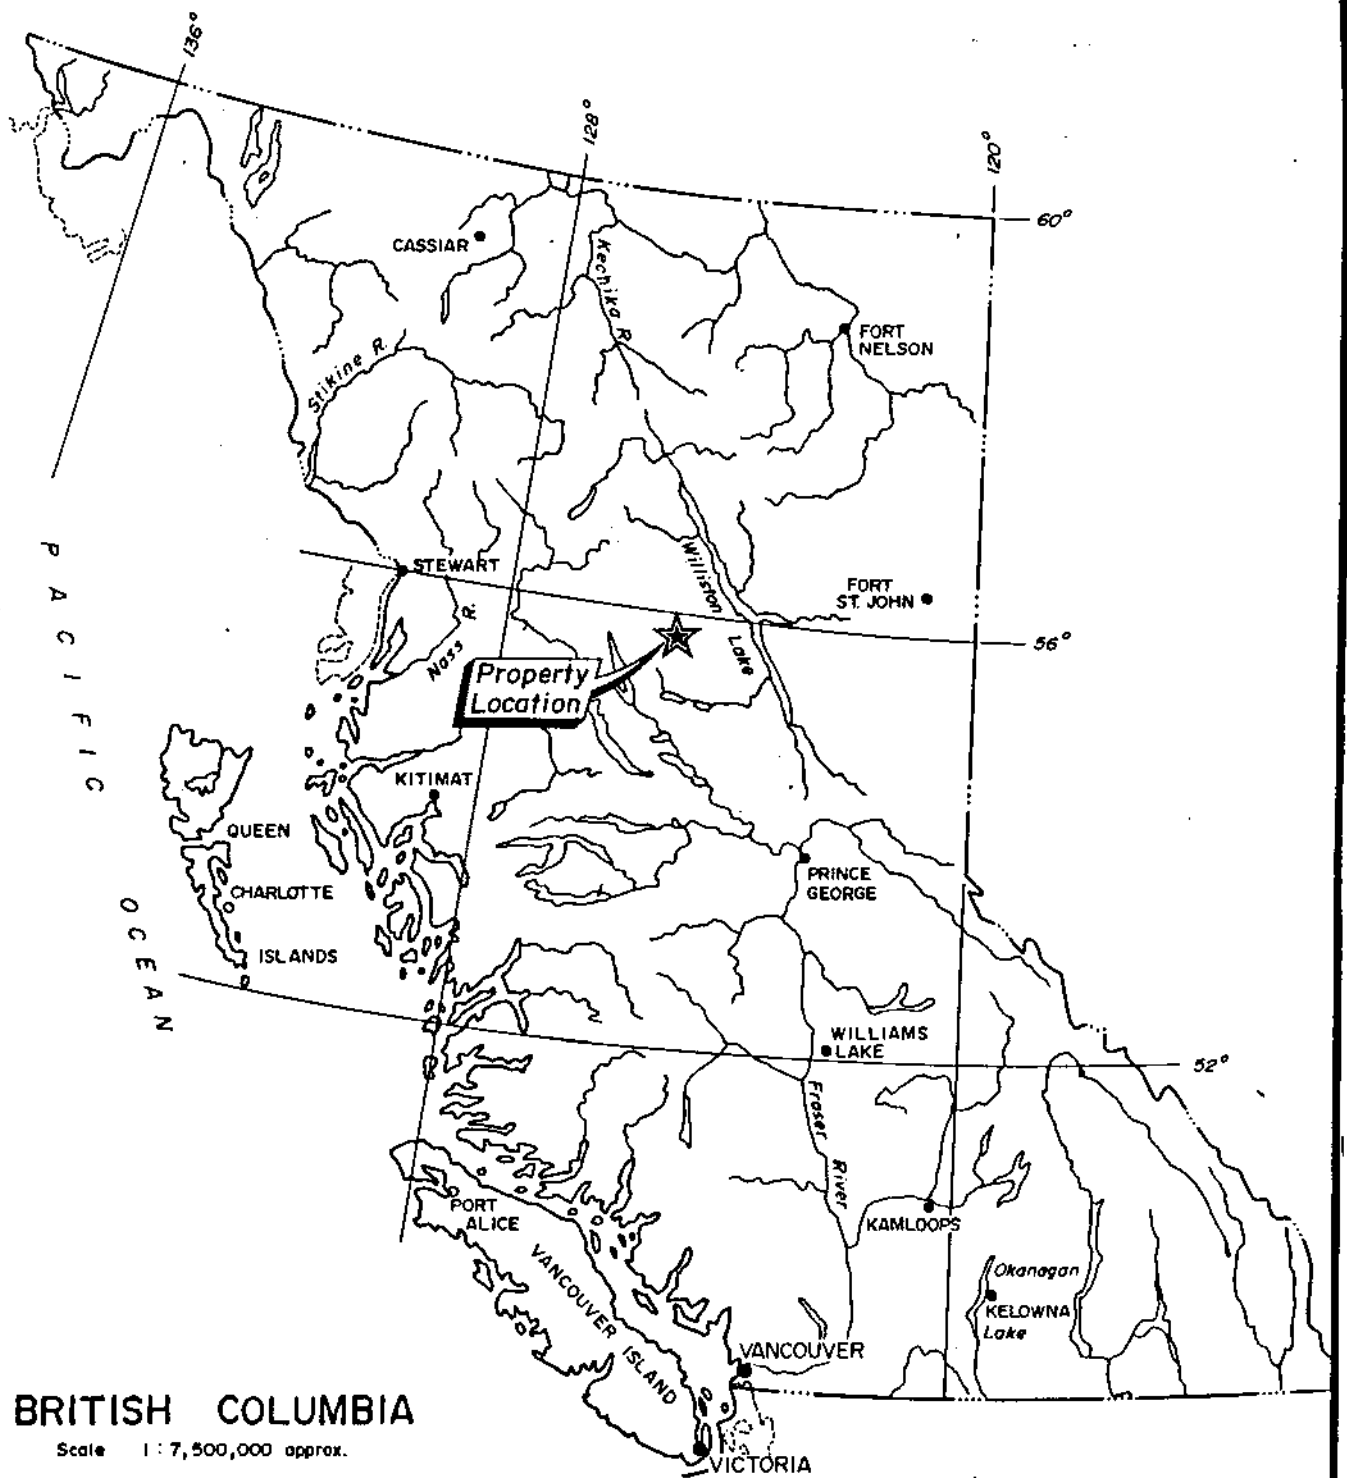 136°
128°
120°
60°
CASSIAR
Kechika R.
FORT
NELSON
Stikine R.
STEWART
Williston
Lake
FORT
ST. JOHN
56°
Nass R.
Property
Location
PACIFIC
OCEAN
KITIMAT
QUEEN
CHARLOTTE
ISLANDS
PRINCE
GEORGE
WILLIAMS
LAKE
52°
Fraser
River
PORT
ALICE
KAMLOOPS
VANCOUVER ISLAND
Okanagan
KELOWNA
Lake
VANCOUVER
VICTORIA
BRITISH COLUMBIA
Scale 1:7,500,000 approx.